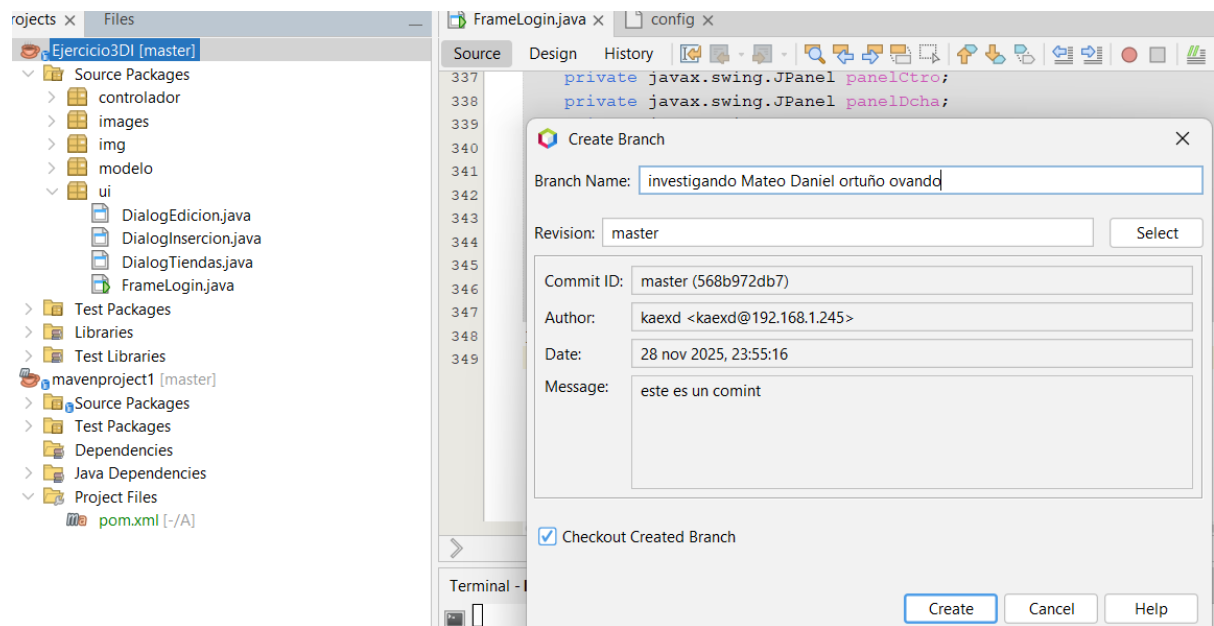 rojects × Files
Ejercicio3DI [master]
Source Packages
controlador
images
img
modelo
ui
DialogEdicion.java
DialogInsercion.java
DialogTiendas.java
FrameLogin.java
Test Packages
Libraries
Test Libraries
mavenproject1 [master]
Source Packages
Test Packages
Dependencies
Java Dependencies
Project Files
pom.xml [-/A]
FrameLogin.java × config ×
Source Design History
337 private javax.swing.JPanel panelCtro;
338 private javax.swing.JPanel panelDcha;
339
340
341
342
343
344
345
346
347
348
349
Terminal -
Create Branch
Branch Name: investigando Mateo Daniel ortuño ovando
Revision: master Select
Commit ID: master (568b972db7)
Author: kaexd <kaexd@192.168.1.245>
Date: 28 nov 2025, 23:55:16
Message: este es un comint
Checkout Created Branch
Create Cancel Help